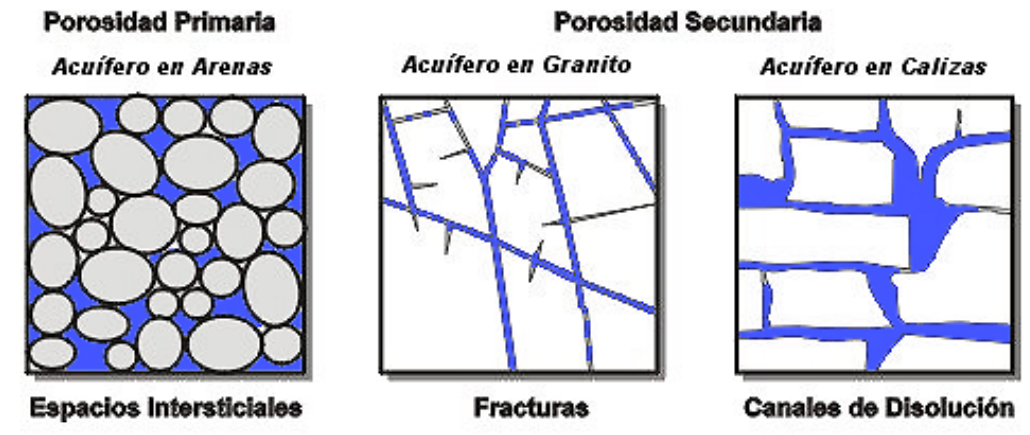 Porosidad Primaria
Porosidad Secundaria
Acuífero en Arenas
Acuífero en Granito
Acuífero en Calizas
Espacios Intersticiales
Fracturas
Canales de Disolución